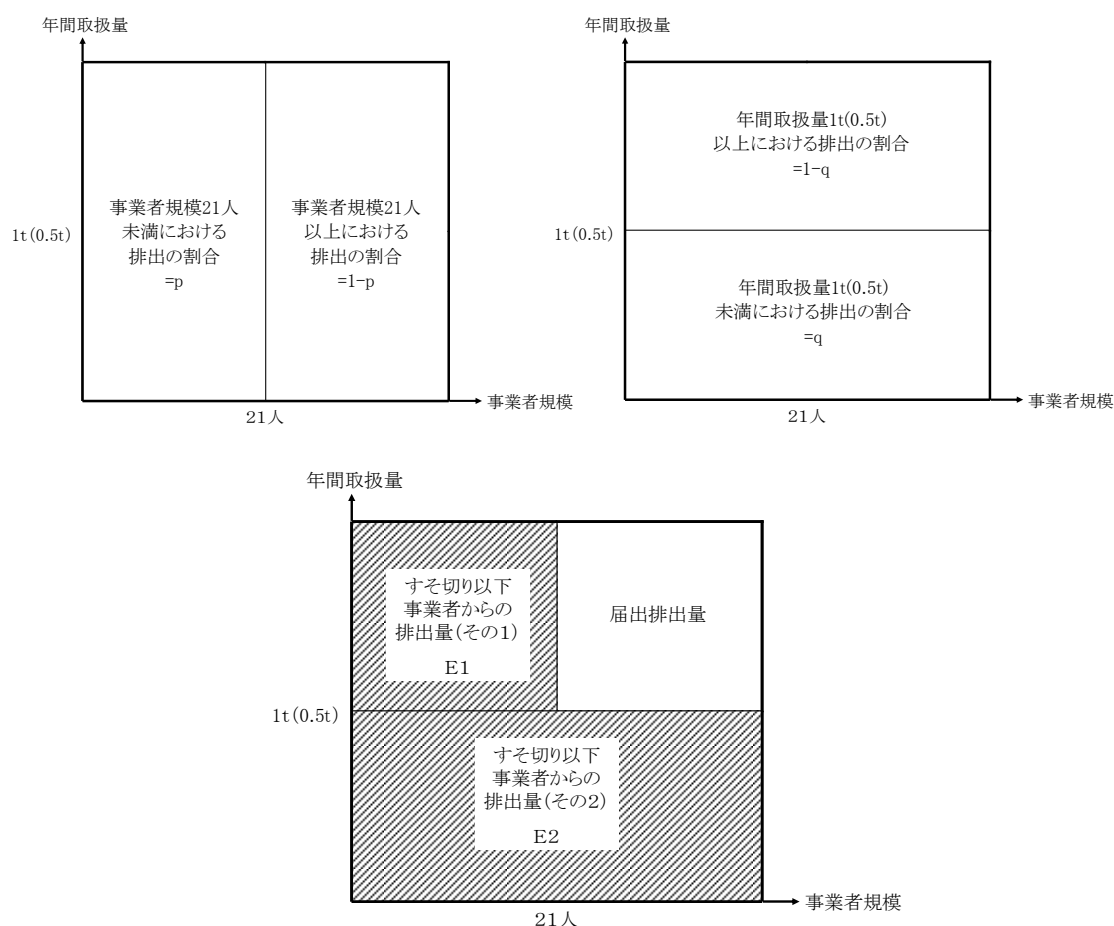 年間取扱量
事業者規模21人
未満における
排出の割合
=p
事業者規模21人
以上における
排出の割合
=1-p
1t(0.5t)
21人
事業者規模
年間取扱量
年間取扱量1t(0.5t)
以上における排出の割合
=1-q
1t(0.5t)
年間取扱量1t(0.5t)
未満における排出の割合
=q
21人
事業者規模
年間取扱量
すそ切り以下
事業者からの
排出量(その1)
E1
届出排出量
1t(0.5t)
すそ切り以下
事業者からの
排出量(その2)
E2
21人
事業者規模